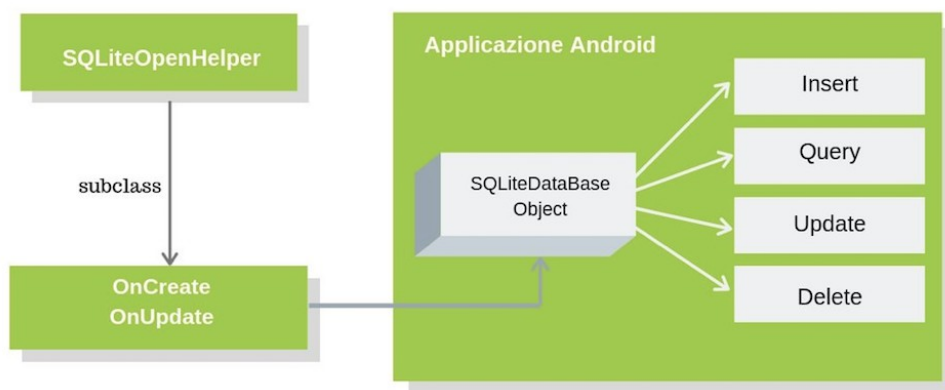 SQLiteOpenHelper
subclass
OnCreate
OnUpdate
Applicazione Android
SQLiteDataBase
Object
Insert
Query
Update
Delete